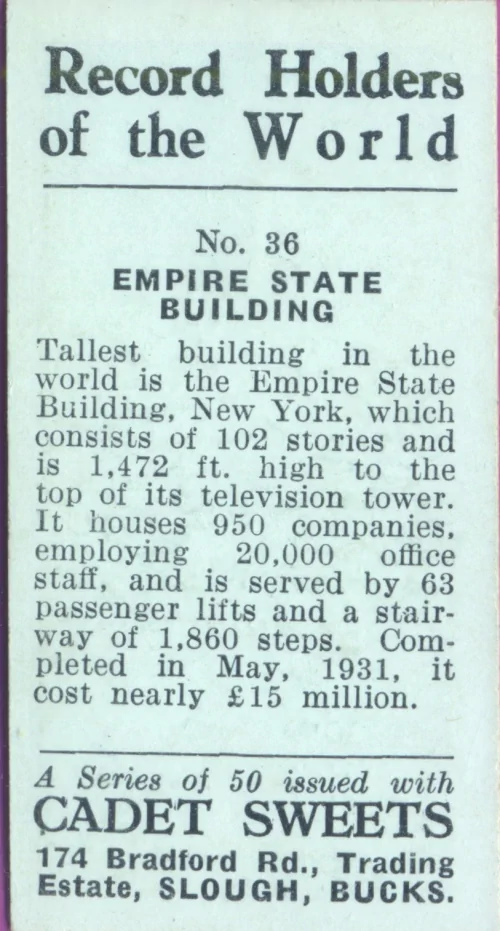 Record Holders
of the World
No. 36
EMPIRE STATE
BUILDING
Tallest building in the
world is the Empire State
Building, New York, which
consists of 102 stories and
is 1,472 ft. high to the
top of its television tower.
It houses 950 companies,
employing 20,000 office
staff, and is served by 63
passenger lifts and a stair-
way of 1,860 steps. Com-
pleted in May, 1931, it
cost nearly £15 million.
A Series of 50 issued with
CADET SWEETS
174 Bradford Rd., Trading
Estate, SLOUGH, BUCKS.